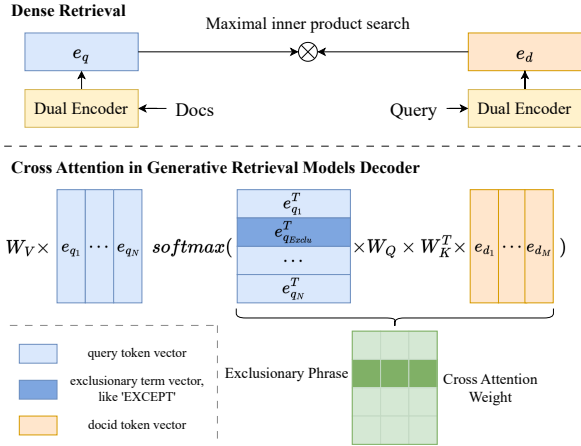 Dense Retrieval
Maximal inner product search
e_q
⊗
e_d
Dual Encoder
Docs
Query
Dual Encoder
Cross Attention in Generative Retrieval Models Decoder
W_V × e_{q_1} ⋯ e_{q_N} softmax( e_{q_1}^T × W_Q × W_K^T × e_{d_1} ⋯ e_{d_M} )
e_{q_{Exclu}}^T
⋯
e_{q_N}^T
query token vector
exclusionary term vector,
like 'EXCEPT'
docid token vector
Exclusionary Phrase
Cross Attention
Weight